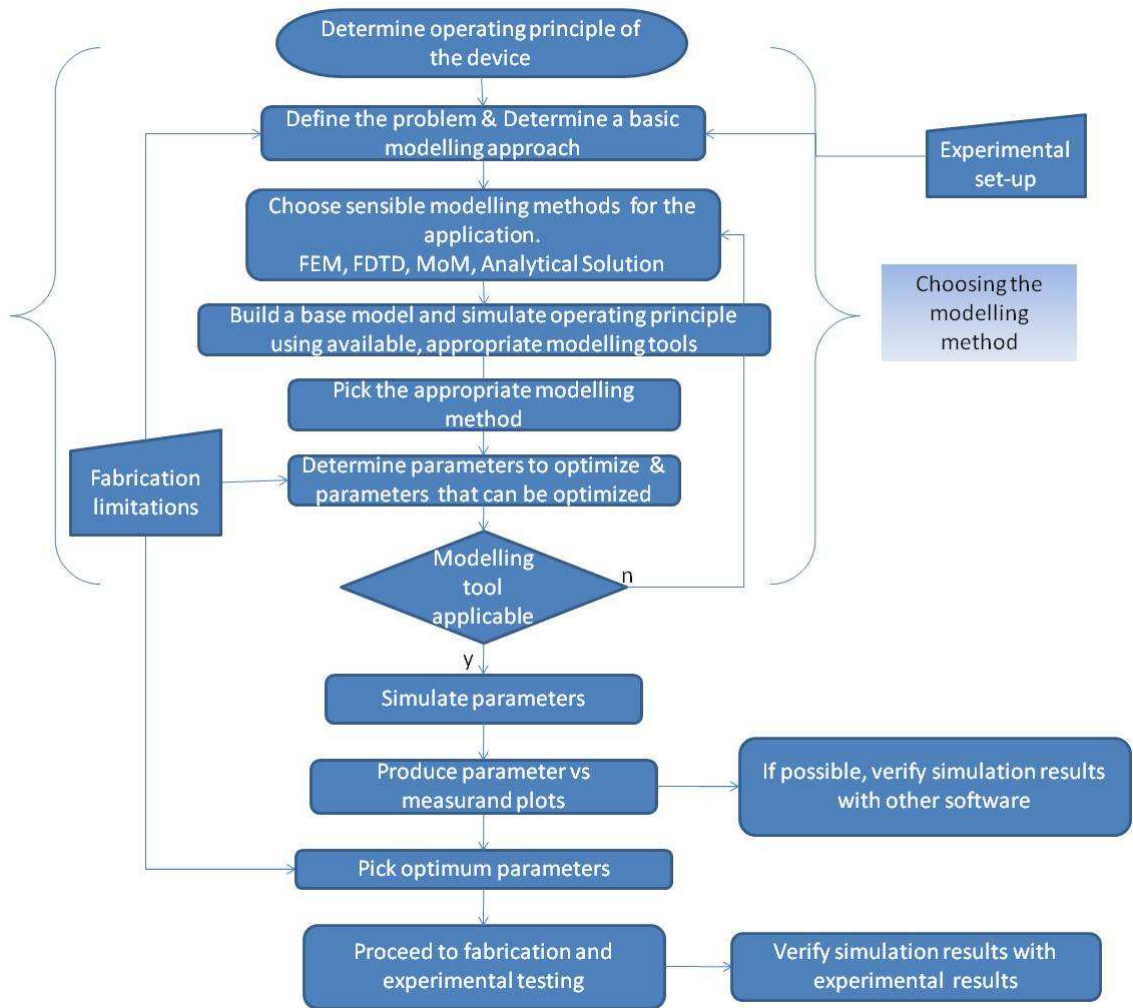 Determine operating principle of
the device
Define the problem & Determine a basic
modelling approach
Experimental
set-up
Choose sensible modelling methods for the
application.
FEM, FDTD, MoM, Analytical Solution
Choosing the
modelling
method
Build a base model and simulate operating principle
using available, appropriate modelling tools
Pick the appropriate modelling
method
Fabrication
limitations
Determine parameters to optimize &
parameters that can be optimized
Modelling
tool
applicable
n
y
Simulate parameters
Produce parameter vs
measurand plots
If possible, verify simulation results
with other software
Pick optimum parameters
Proceed to fabrication and
experimental testing
Verify simulation results with
experimental results